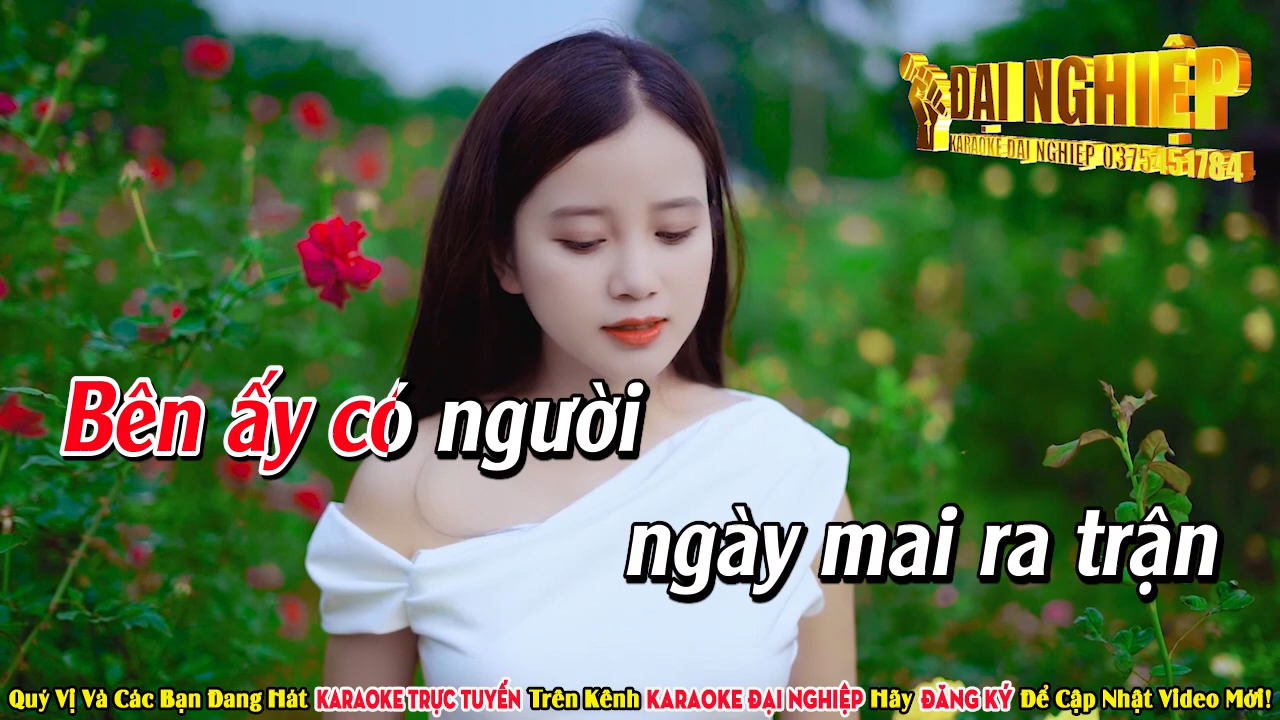 ĐẠI NGHIỆP
KARAOKE ĐẠI NGHIỆP 0375451784
Bên ấy có người
ngày mai ra trận
Quý Vị Và Các Bạn Đang Hát KARAOKE TRỰC TUYẾN Trên Kênh KARAOKE ĐẠI NGHIỆP Hãy ĐĂNG KÝ Để Cập Nhật Video Mới!